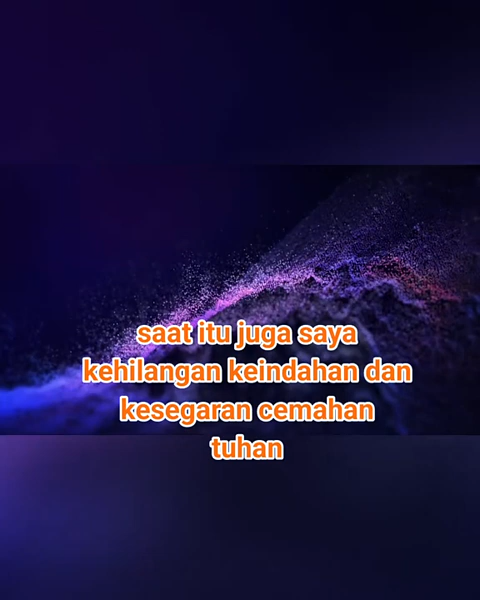 saat itu juga saya
kehilangan keindahan dan
kesegaran cemahan
tuhan